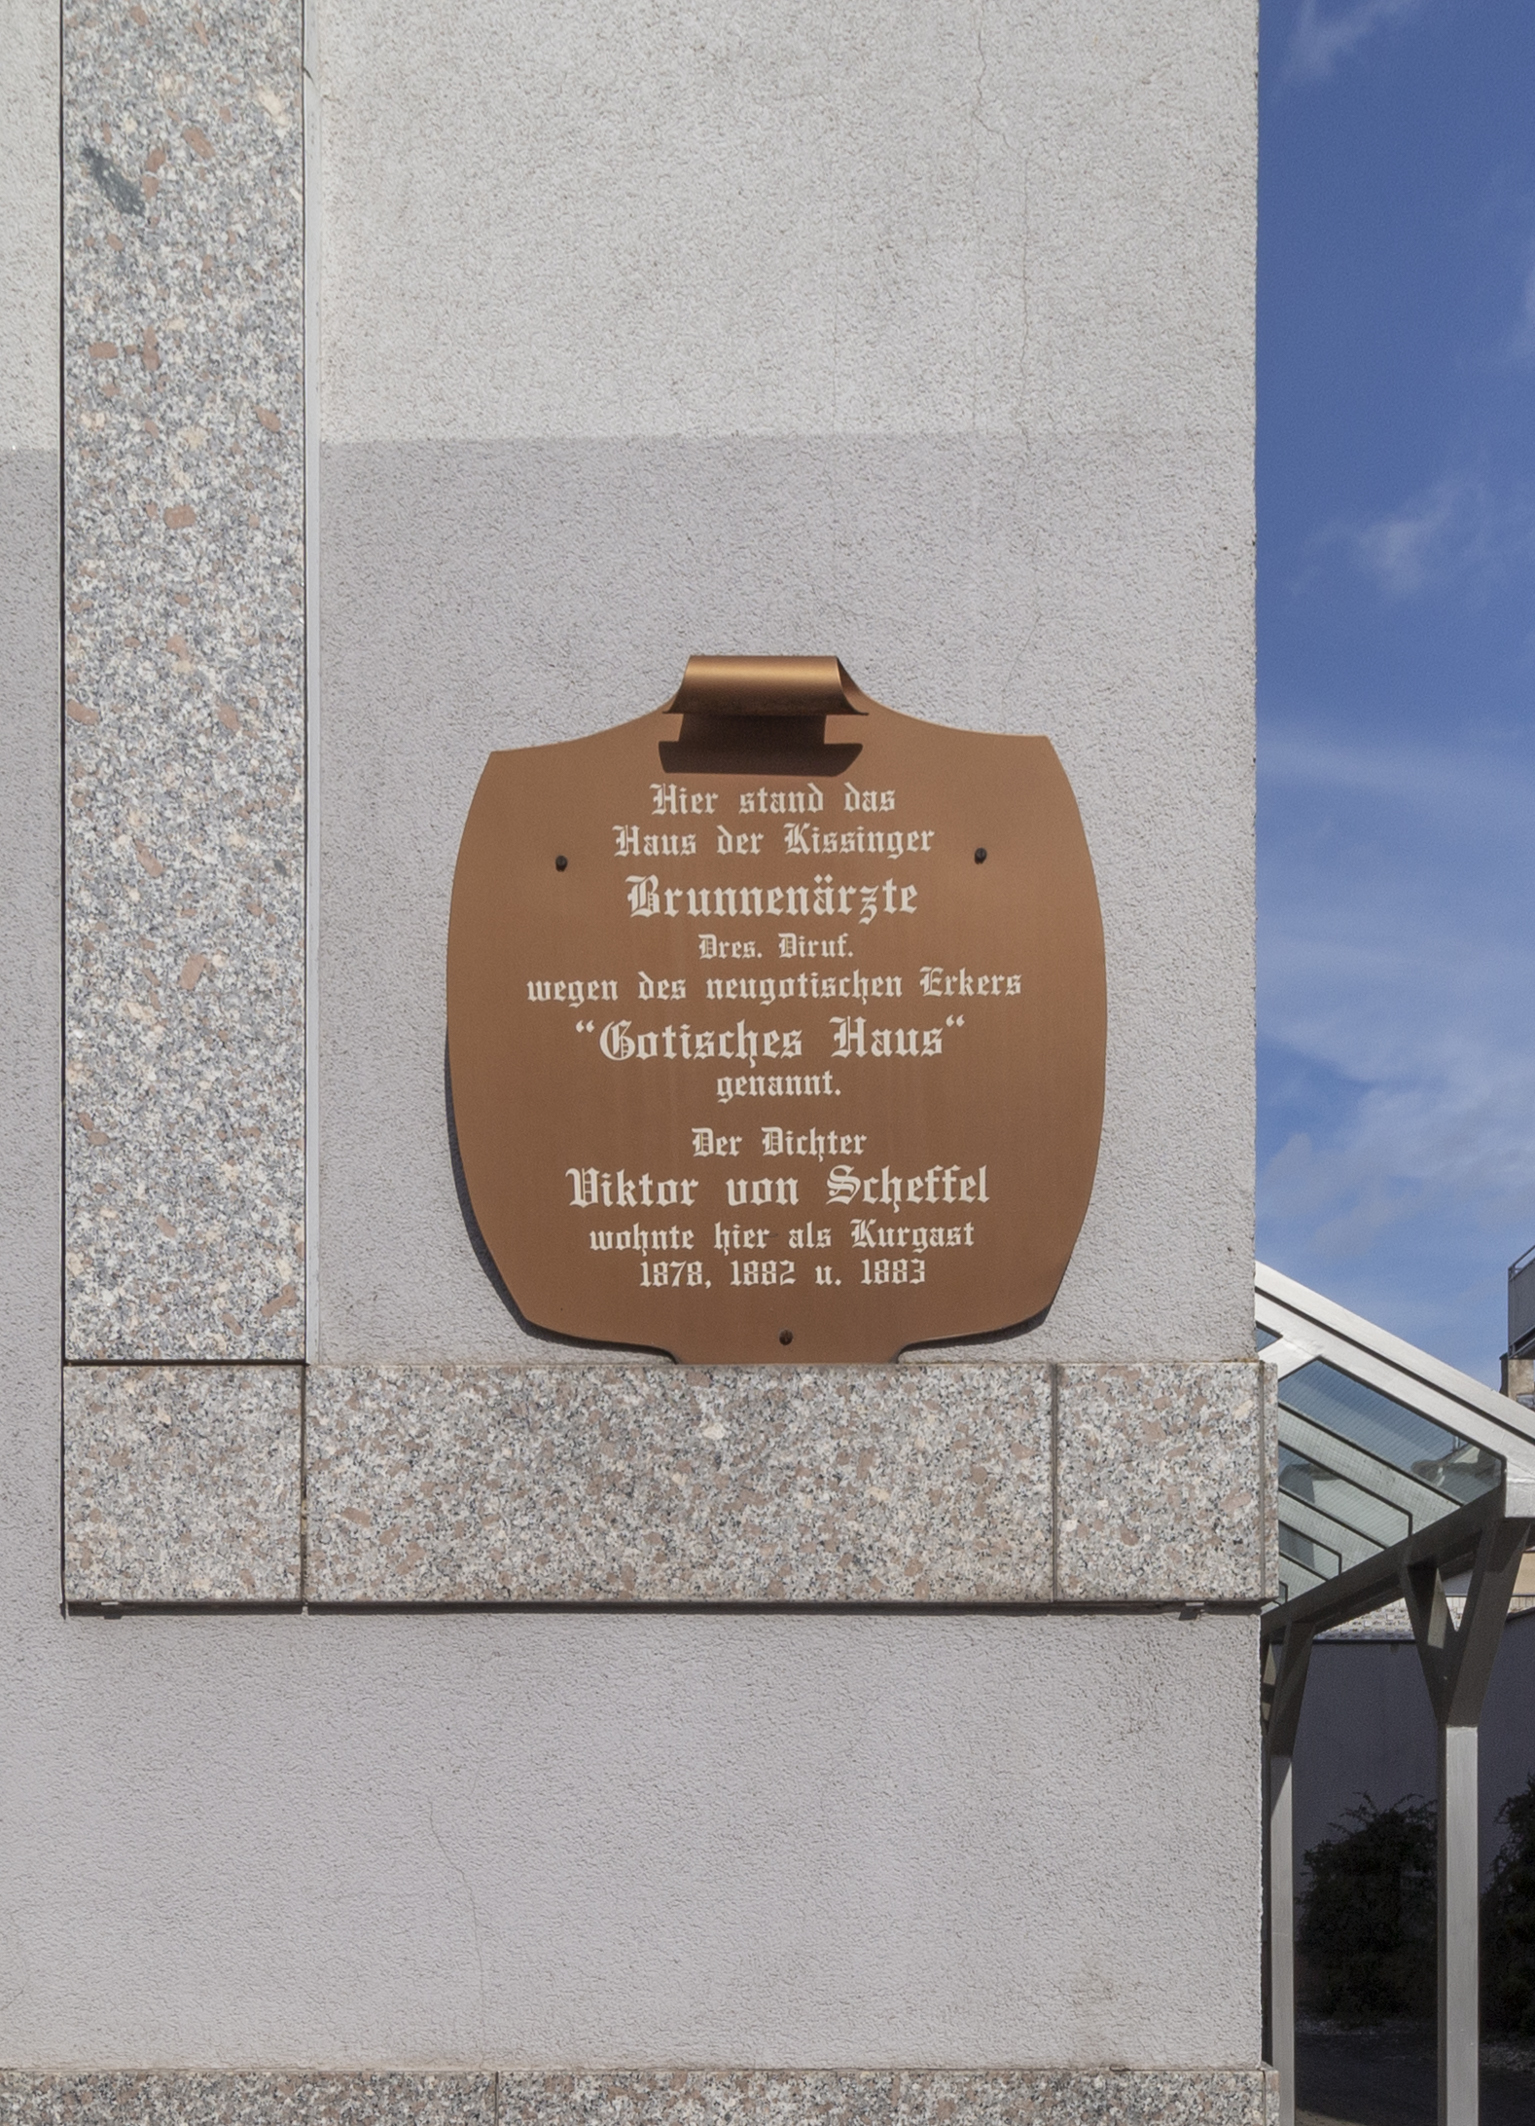 Hier stand das
Haus der Kissinger
Brunnenärzte
Dres. Diruf.
wegen des neugotischen Erkers
“Gotisches Haus“
genannt.
Der Dichter
Viktor von Scheffel
wohnte hier als Kurgast
1878, 1882 u. 1883